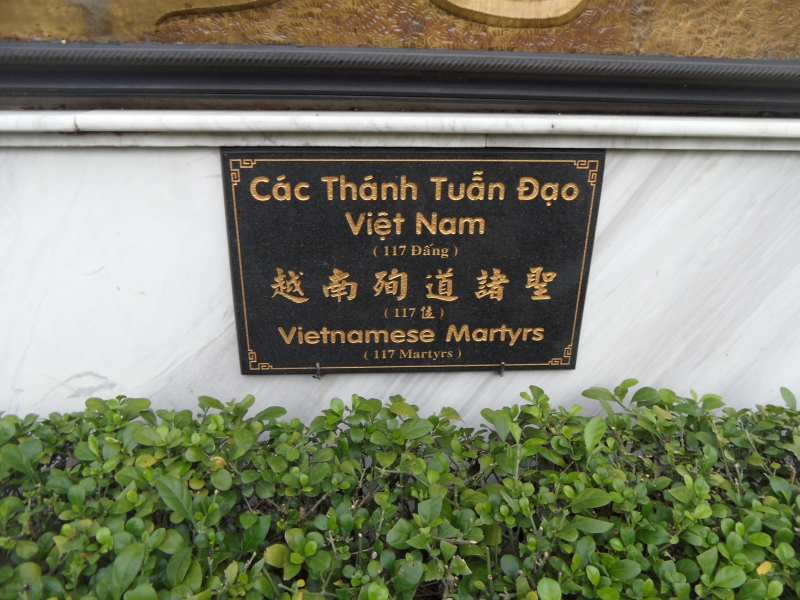 Các Thánh Tuẫn Đạo
Việt Nam
( 117 Đấng )
越南殉道諸聖
( 117 位 )
Vietnamese Martyrs
( 117 Martyrs )